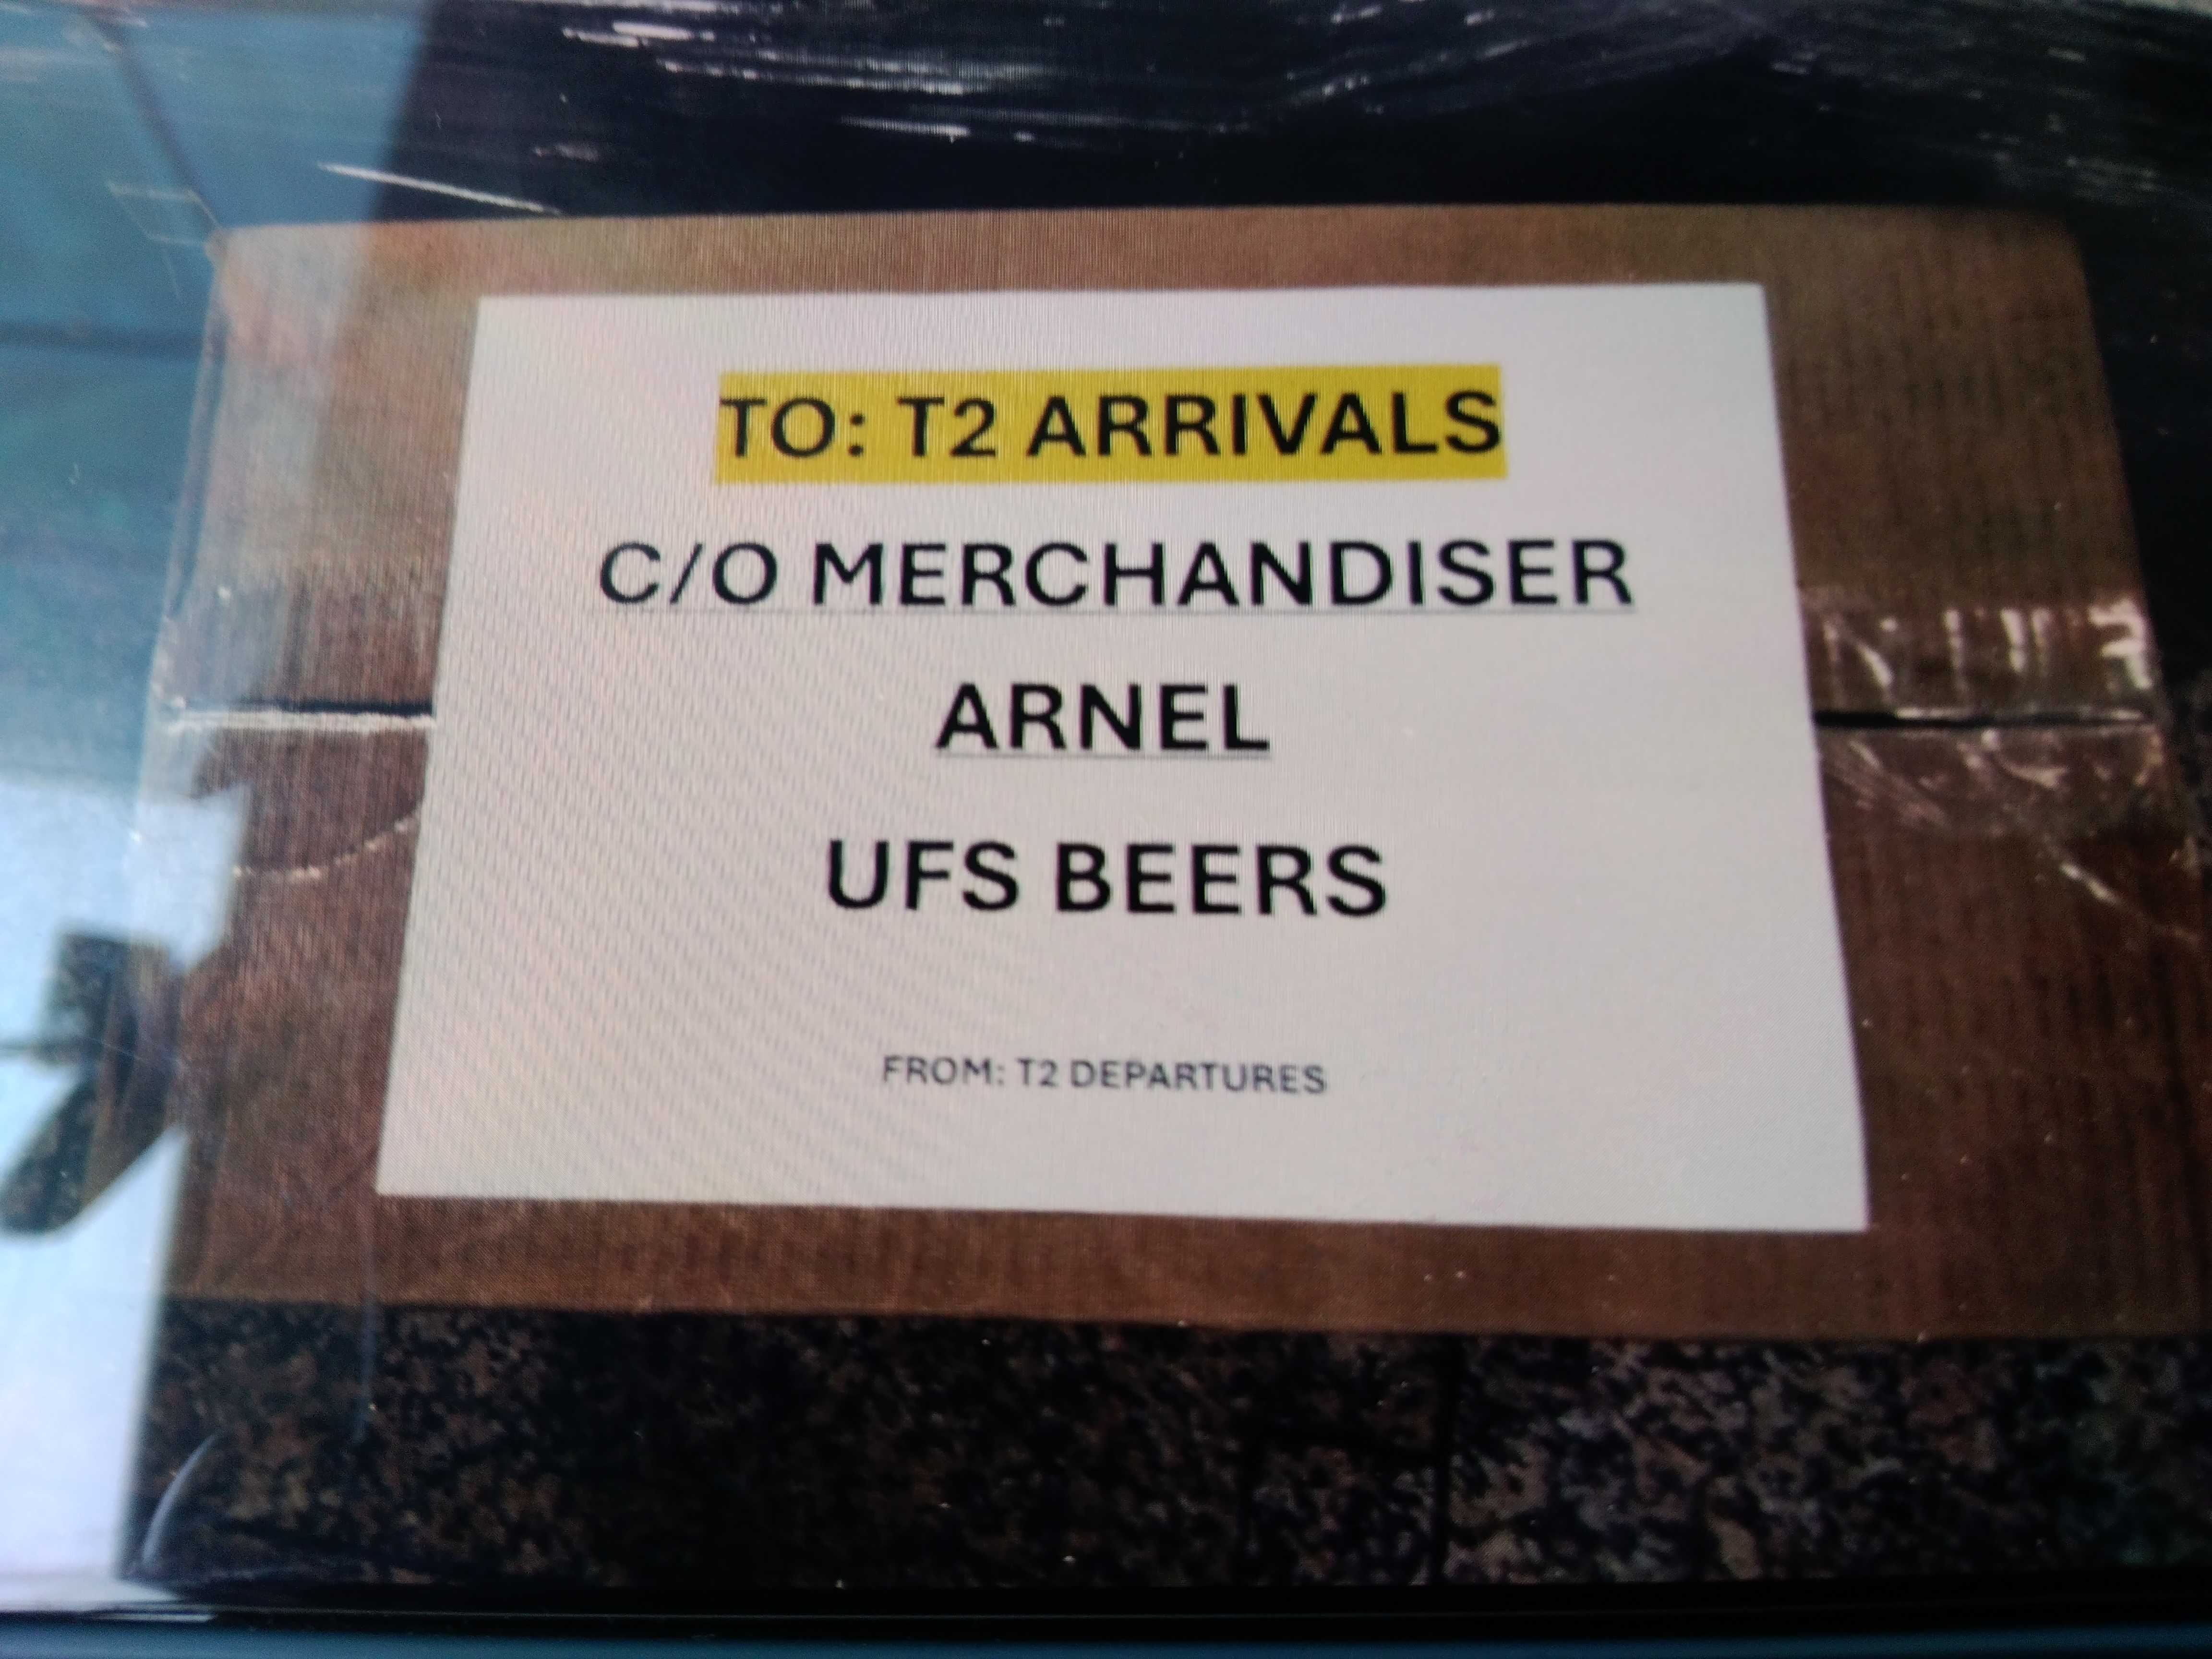 TO: T2 ARRIVALS
C/O MERCHANDISER
ARNEL
UFS BEERS
FROM: T2 DEPARTURES